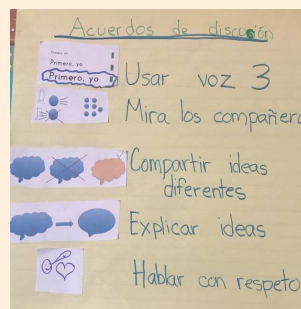 Acuerdos de discusión
Primero, yo
Primero, yo
Usar voz 3
Mira los compañero
Compartir ideas
diferentes
Explicar ideas
Hablar con respeto